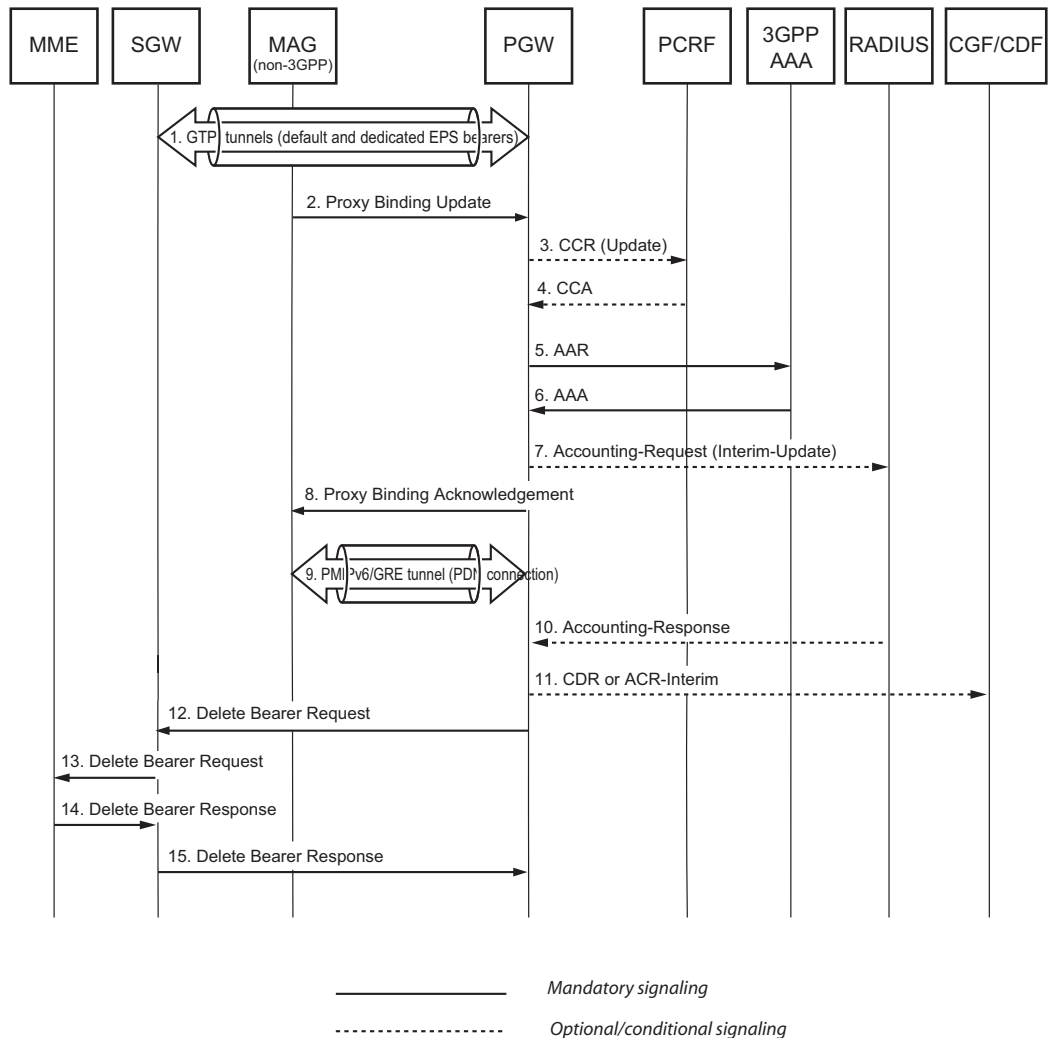 MME
SGW
MAG
(non-3GPP)
PGW
PCRF
3GPP
AAA
RADIUS
CGF/CDF
1. GTP tunnels (default and dedicated EPS bearers)
2. Proxy Binding Update
3. CCR (Update)
4. CCA
5. AAR
6. AAA
7. Accounting-Request (Interim-Update)
8. Proxy Binding Acknowledgement
9. PMIPv6/GRE tunnel (PDN connection)
10. Accounting-Response
11. CDR or ACR-Interim
12. Delete Bearer Request
13. Delete Bearer Request
14. Delete Bearer Response
15. Delete Bearer Response
Mandatory signaling
Optional/conditional signaling